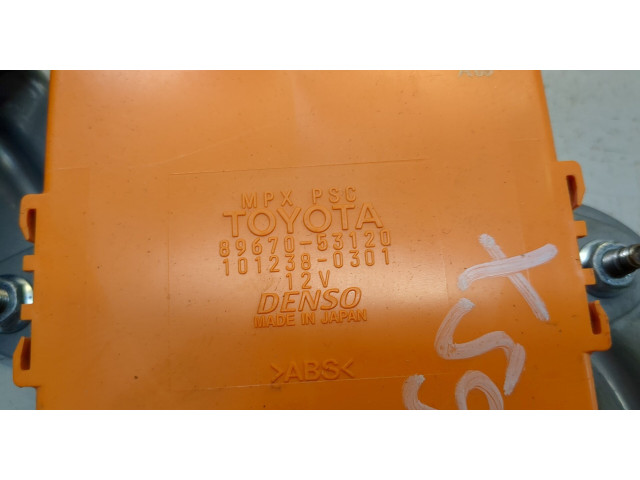 MPX PSC
TOYOTA
89670-53120
101238-0301
12V
DENSO
MADE IN JAPAN
>ABS<